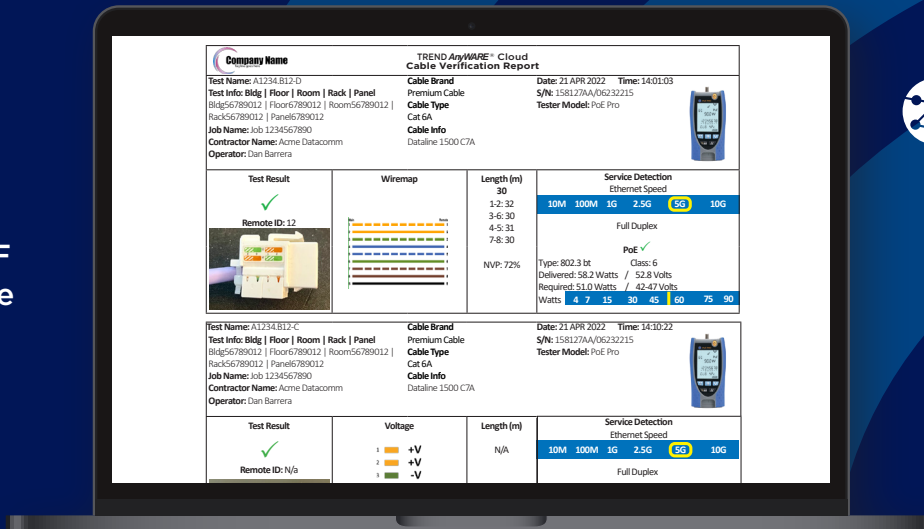 F
e
Company Name
TREND AnyWARE® Cloud
Cable Verification Report
Test Name: A1234.B12-D
Test Info: Bldg | Floor | Room | Rack | Panel
Bldg56789012 | Floor6789012 | Room56789012 |
Rack56789012 | Panel6789012
Job Name: Job 1234567890
Contractor Name: Acme Datacomm
Operator: Dan Barrera
Cable Brand
Premium Cable
Cable Type
Cat 6A
Cable Info
Dataline 1500 C7A
Date: 21 APR 2022 Time: 14:01:03
S/N: 158127AA/06232215
Tester Model: PoE Pro
Test Result
Remote ID: 12
Wiremap
Length (m)
30
1-2: 32
3-6: 30
4-5: 31
7-8: 30
NVP: 72%
Service Detection
Ethernet Speed
10M 100M 1G 2.5G 5G 10G
Full Duplex
PoE
Type: 802.3 bt Class: 6
Delivered: 58.2 Watts / 52.8 Volts
Required: 51.0 Watts / 42-47 Volts
Watts 4 7 15 30 45 60 75 90
Test Name: A1234.B12-C
Test Info: Bldg | Floor | Room | Rack | Panel
Bldg56789012 | Floor6789012 | Room56789012 |
Rack56789012 | Panel6789012
Job Name: Job 1234567890
Contractor Name: Acme Datacomm
Operator: Dan Barrera
Cable Brand
Premium Cable
Cable Type
Cat 6A
Cable Info
Dataline 1500 C7A
Date: 21 APR 2022 Time: 14:10:22
S/N: 158127AA/06232215
Tester Model: PoE Pro
Test Result
Remote ID: N/a
Voltage
1 +V
2 +V
3 -V
Length (m)
N/A
Service Detection
Ethernet Speed
10M 100M 1G 2.5G 5G 10G
Full Duplex